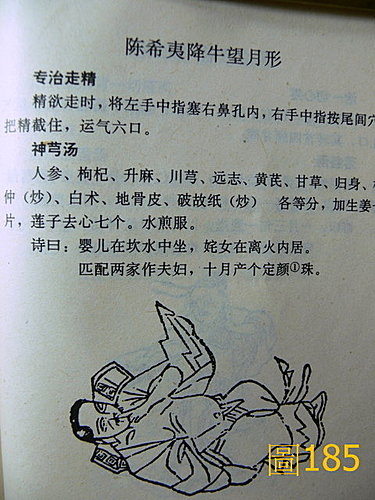 陈希夷降牛望月形
专治走精
精欲走时，将左手中指塞右鼻孔内，右手中指按尾闾穴
把精截住，运气六口。
神芎汤
人参、枸杞、升麻、川芎、远志、黄芪、甘草、归身、
仲（炒）、白术、地骨皮、破故纸（炒） 各等分，加生姜一
片，莲子去心七个。水煎服。
诗曰：婴儿在坎水中坐，姹女在离火内居。
匹配两家作夫妇，十月产个定颜①珠。
圖185